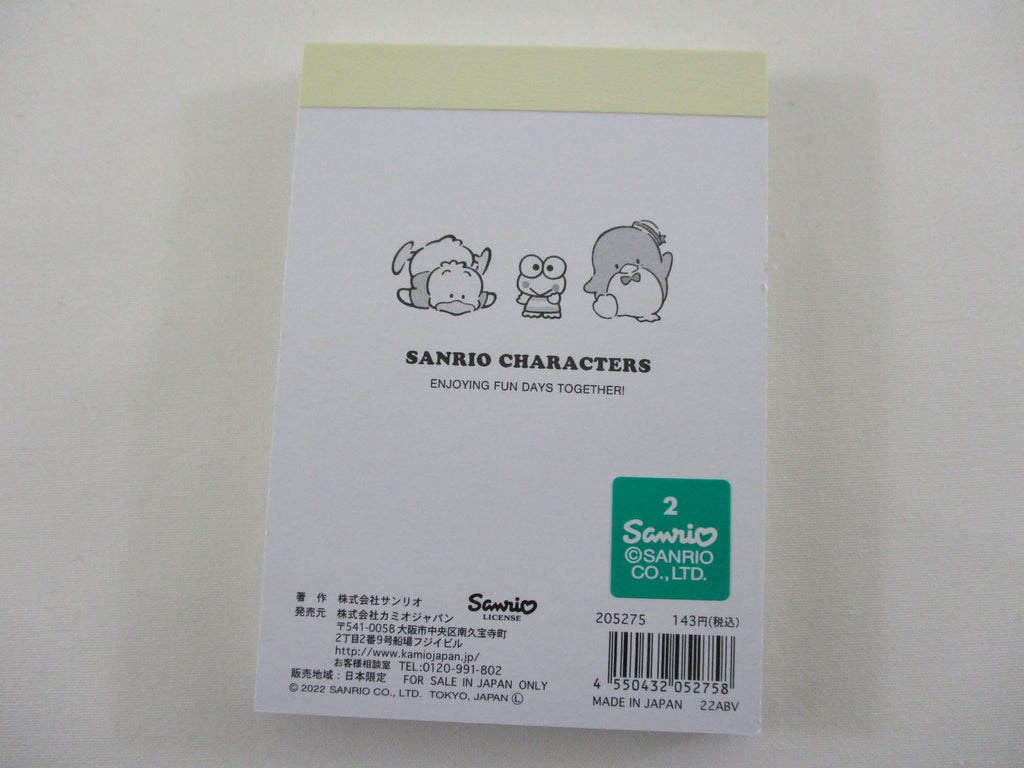 SANRIO CHARACTERS
ENJOYING FUN DAYS TOGETHER!
2
Sanrio
©SANRIO
CO., LTD.
著 作 株式会社サンリオ
発売元 株式会社カミオジャパン
〒541-0058 大阪市中央区南久宝寺町
2丁目2番9号船場フジイビル
http://www.kamiojapan.jp/
お客様相談室 TEL:0120-991-802
販売地域:日本限定 FOR SALE IN JAPAN ONLY
© 2022 SANRIO CO., LTD. TOKYO, JAPAN Ⓛ
Sanrio
LICENSE
205275 143円(税込)
4 550432 052758
MADE IN JAPAN 22ABV